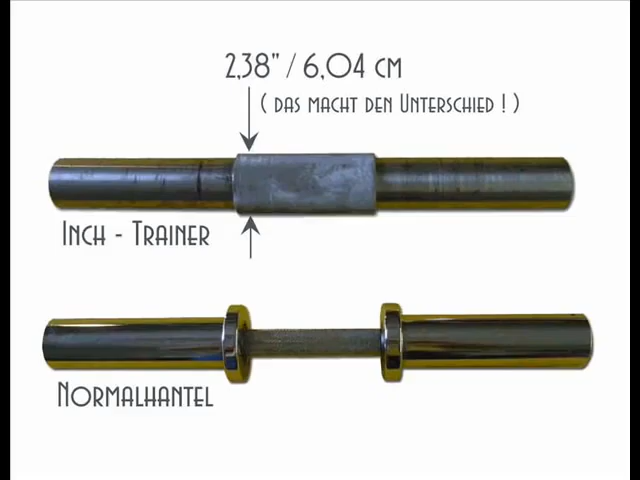 2,38" / 6,04 cm
( das macht den Unterschied ! )
Inch - Trainer
Normalhantel